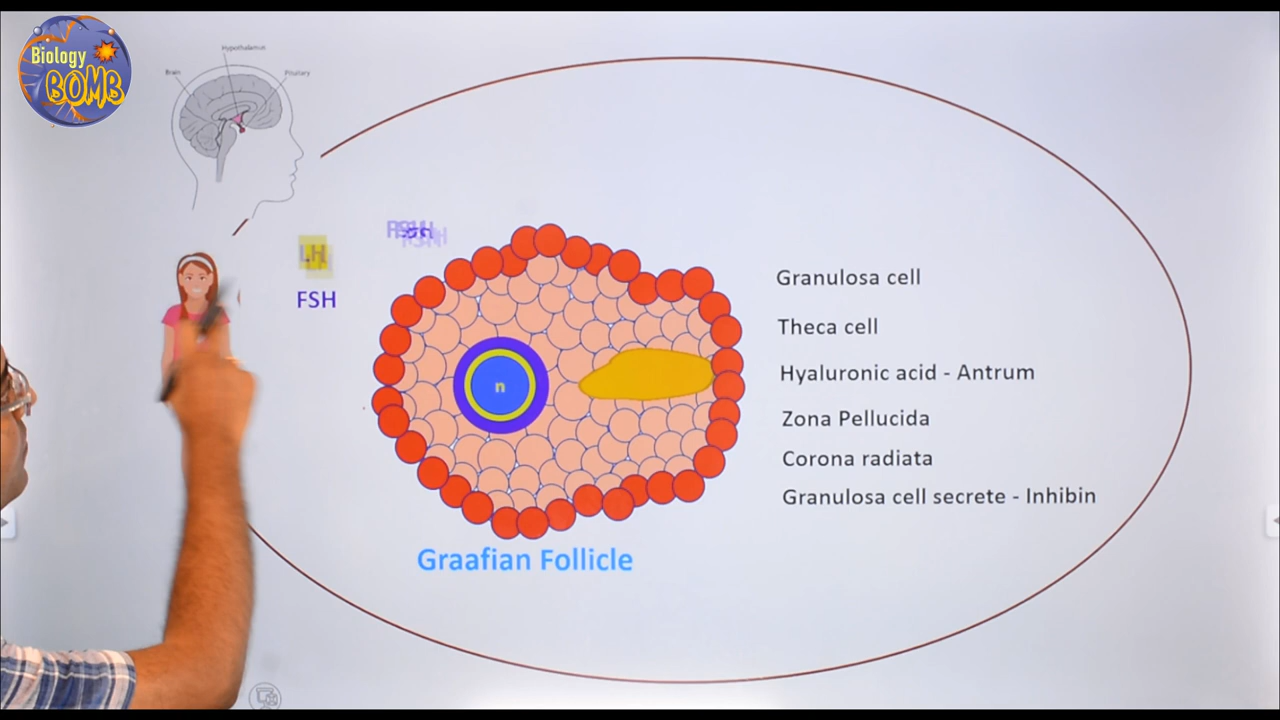 Biology
BOMB
Hypothalamus
Brain
Pituitary
LH
FSH
n
Granulosa cell
Theca cell
Hyaluronic acid - Antrum
Zona Pellucida
Corona radiata
Granulosa cell secrete - Inhibin
Graafian Follicle